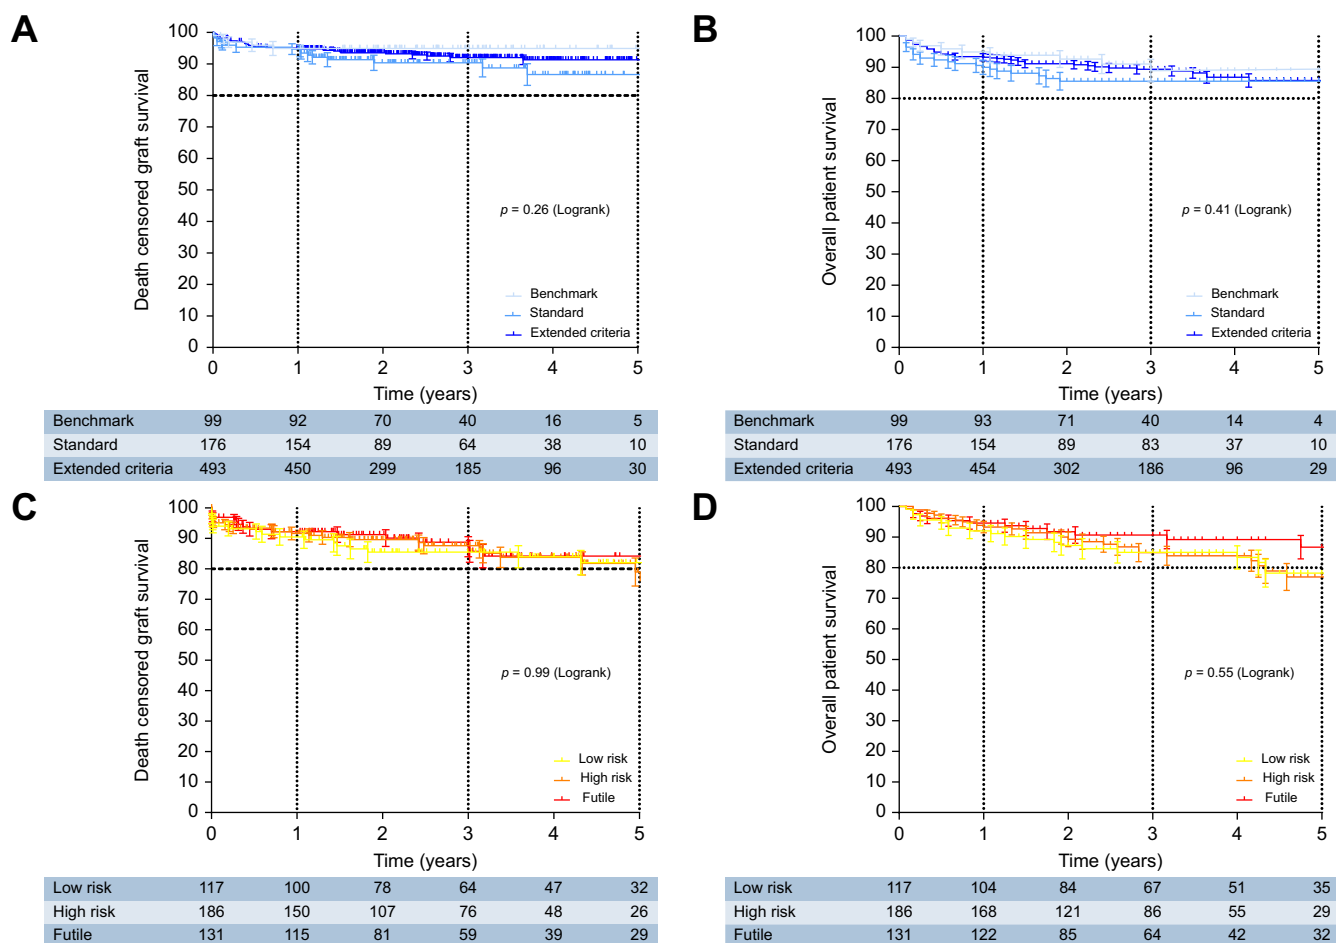 A
Death censored graft survival
100
90
80
90
60
50
40
30
20
10
0
p = 0.26 (Logrank)
Benchmark
Standard
Extended criteria
0 1 2 3 4 5
Time (years)
Benchmark 99 92 70 40 16 5
Standard 176 154 89 64 38 10
Extended criteria 493 450 299 185 96 30
B
Overall patient survival
100
90
80
70
60
50
40
30
20
10
0
p = 0.41 (Logrank)
Benchmark
Standard
Extended criteria
0 1 2 3 4 5
Time (years)
Benchmark 99 93 71 40 14 4
Standard 176 154 89 83 37 10
Extended criteria 493 454 302 186 96 29
C
Death censored graft survival
100
90
80
90
60
50
40
30
20
10
0
p = 0.99 (Logrank)
Low risk
High risk
Futile
0 1 2 3 4 5
Time (years)
Low risk 117 100 78 64 47 32
High risk 186 150 107 76 48 26
Futile 131 115 81 59 39 29
D
Overall patient survival
100
90
80
70
60
50
40
30
20
10
0
p = 0.55 (Logrank)
Low risk
High risk
Futile
0 1 2 3 4 5
Time (years)
Low risk 117 104 84 67 51 35
High risk 186 168 121 86 55 29
Futile 131 122 85 64 42 32